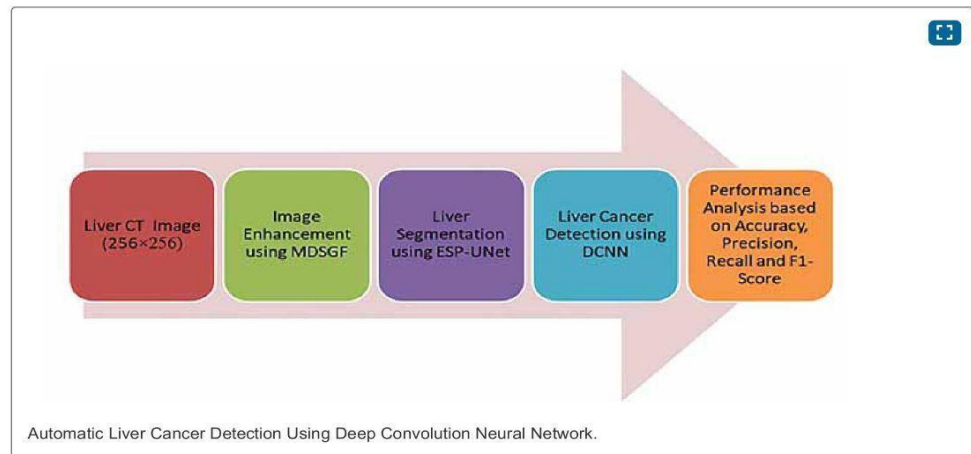 Liver CT Image
(256×256)
Image
Enhancement
using MDSGF
Liver
Segmentation
using ESP-UNet
Liver Cancer
Detection using
DCNN
Performance
Analysis based
on Accuracy,
Precision,
Recall and F1-
Score
Automatic Liver Cancer Detection Using Deep Convolution Neural Network.